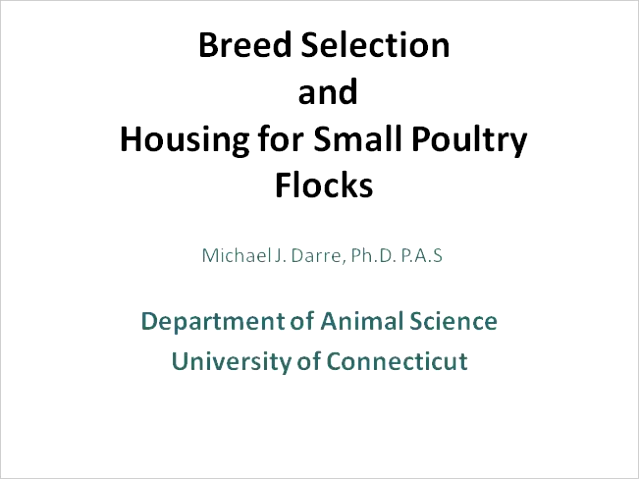 Breed Selection
and
Housing for Small Poultry
Flocks
Michael J. Darre, Ph.D. P.A.S
Department of Animal Science
University of Connecticut